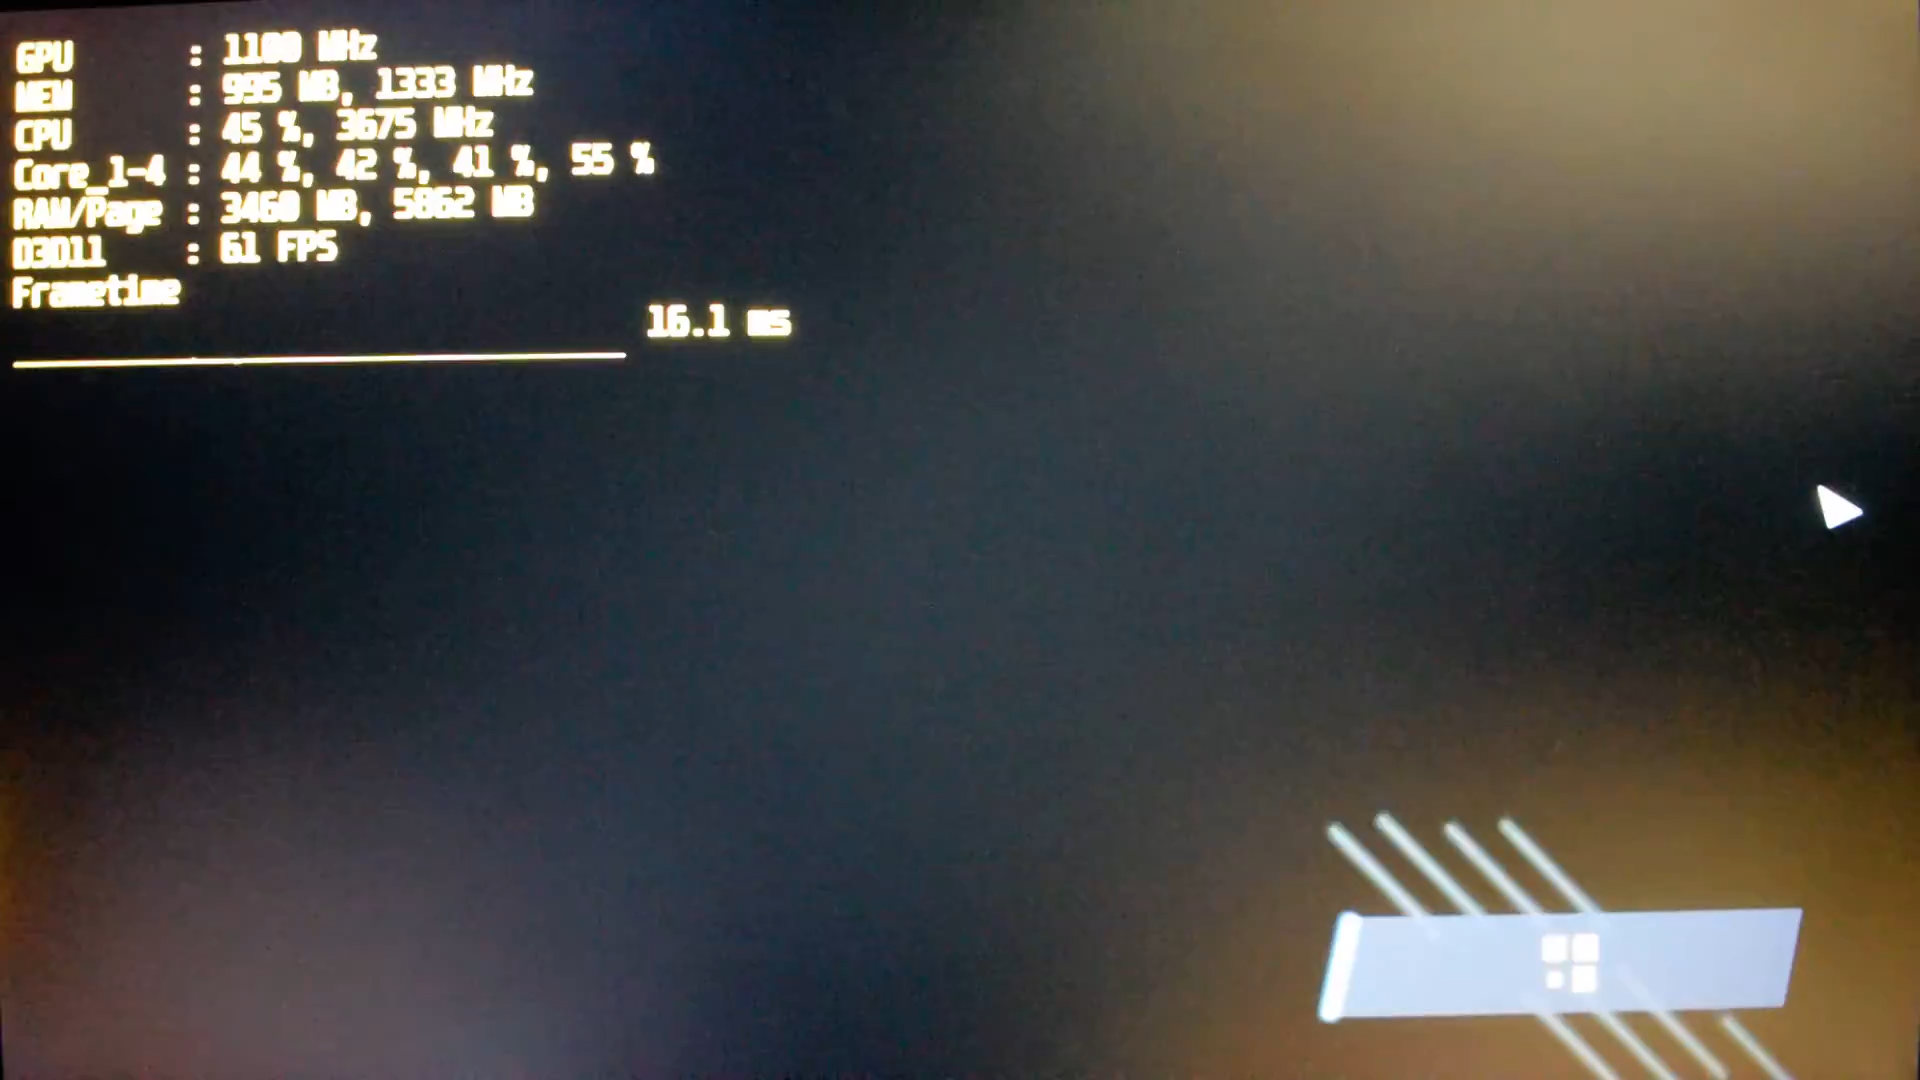 GPU : 1100 MHz
MEM : 995 MB, 1333 MHz
CPU : 45 %, 3675 MHz
Core_1-4 : 44 %, 42 %, 41 %, 55 %
RAM/Page : 3460 MB, 5862 MB
D3D11 : 61 FPS
Frametime
16.1 ms